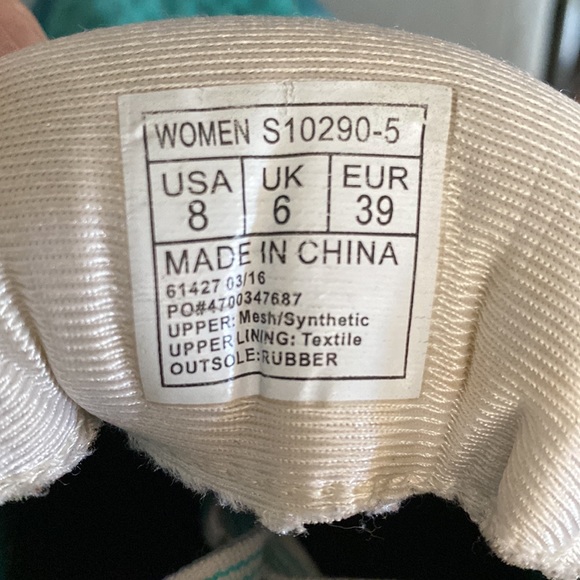 WOMEN S10290-5
USA UK EUR
8 6 39
MADE IN CHINA
61427 03/16
PO#4700347687
UPPER: Mesh/Synthetic
UPPER LINING: Textile
OUTSOLE: RUBBER